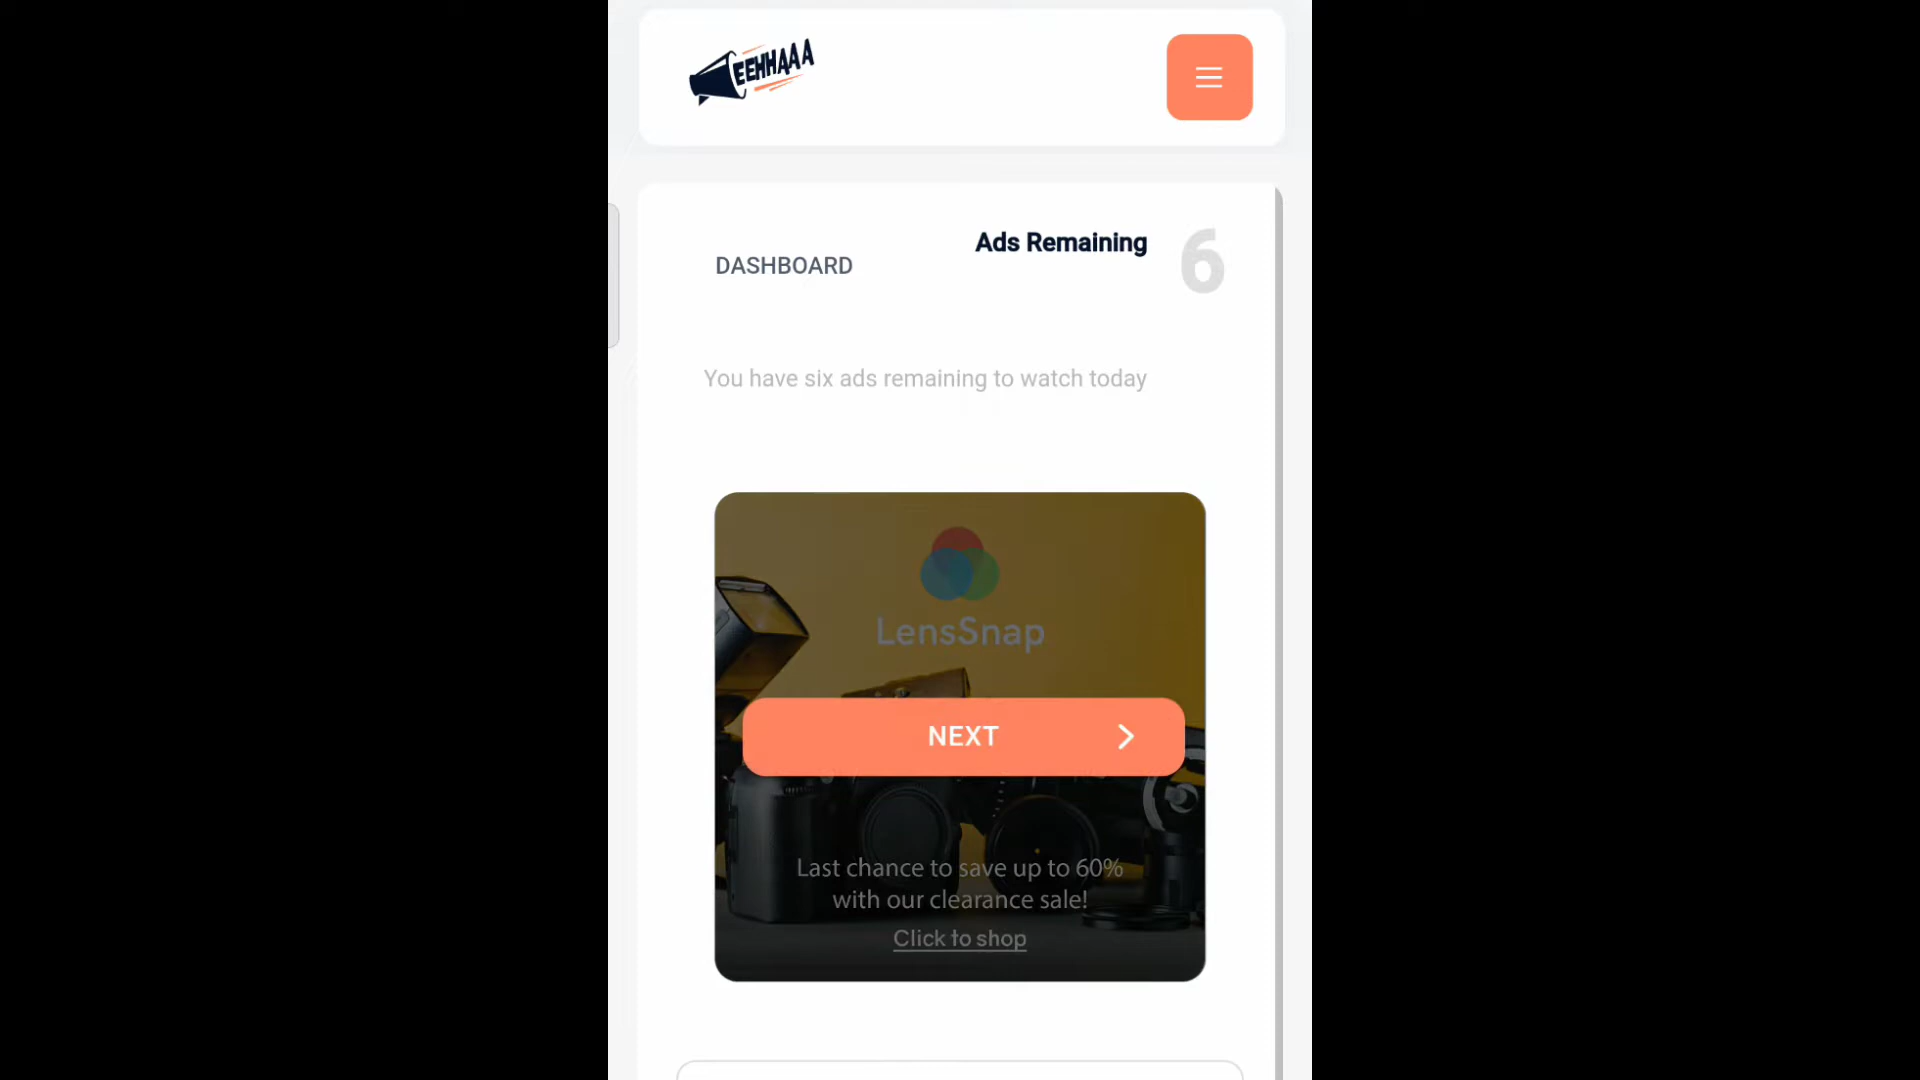 EEHHAAA
Ads Remaining
6
DASHBOARD
You have six ads remaining to watch today
LensSnap
NEXT
Last chance to save up to 60%
with our clearance sale!
Click to shop